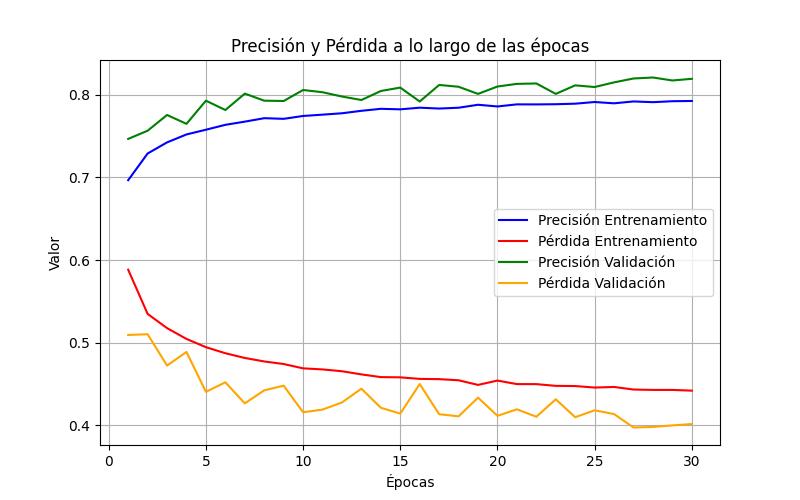 Precisión y Pérdida a lo largo de las épocas
Valor
0.8
0.7
0.6
0.5
0.4
Precisión Entrenamiento
Pérdida Entrenamiento
Precisión Validación
Pérdida Validación
0 5 10 15 20 25 30
Épocas